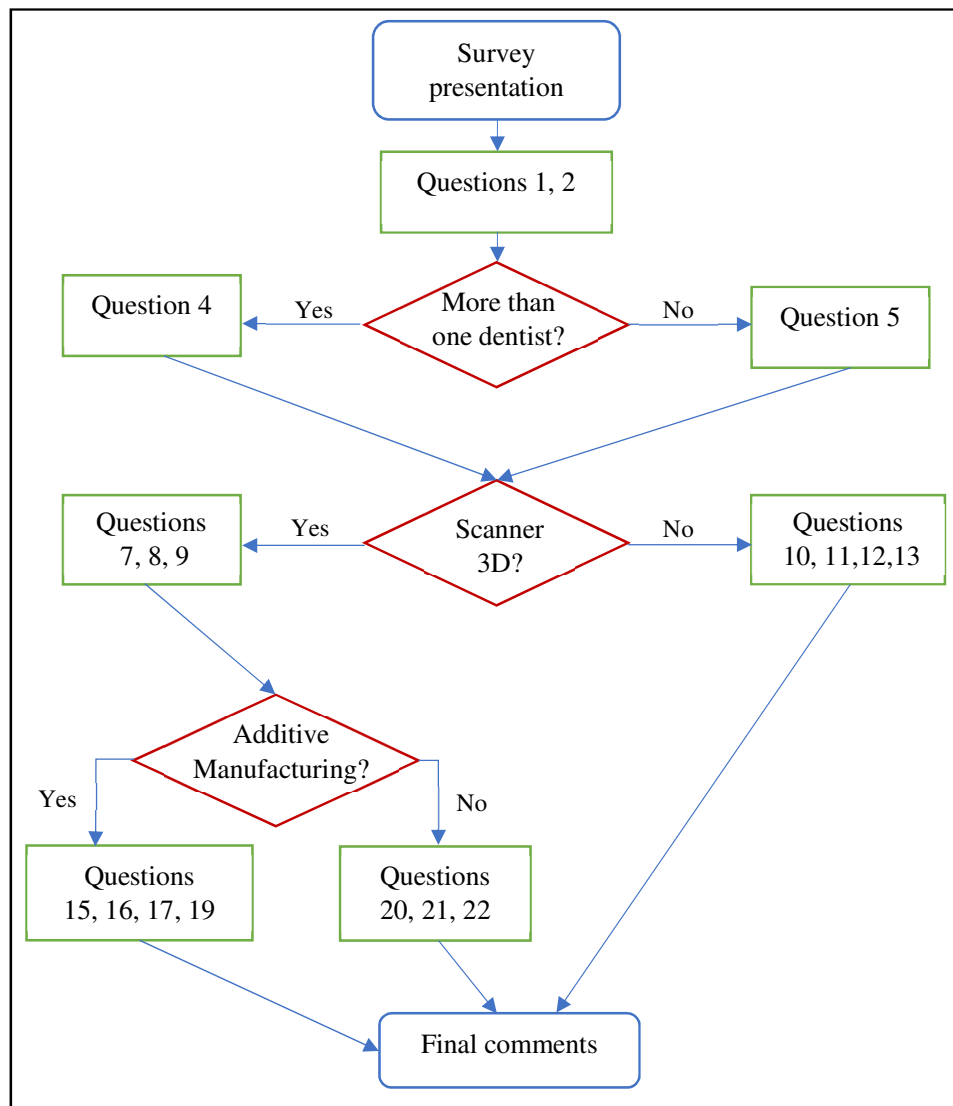 Survey
presentation
Questions 1, 2
More than
one dentist?
Yes
No
Question 4
Question 5
Scanner
3D?
Yes
No
Questions
7, 8, 9
Questions
10, 11,12,13
Additive
Manufacturing?
Yes
No
Questions
15, 16, 17, 19
Questions
20, 21, 22
Final comments